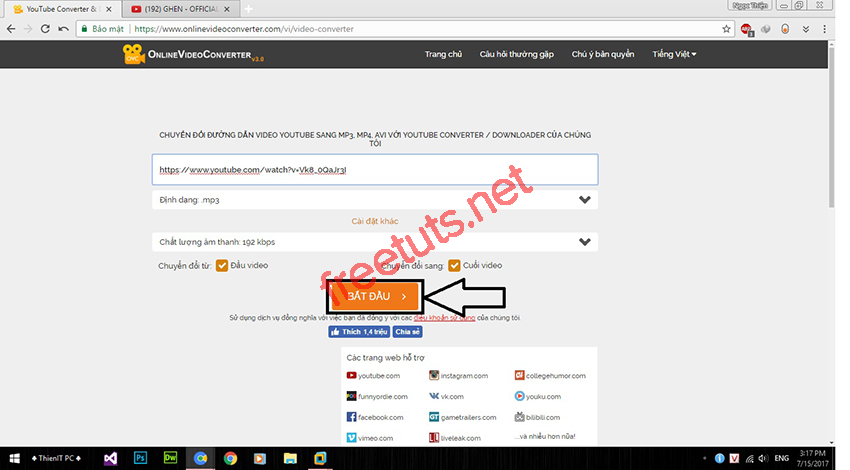 YouTube Converter &
(192) GHEN - OFFICIAL
Ngọc Thiện
Bảo mật
https://www.onlinevideoconverter.com/vi/video-converter
OVC
ONLINEVIDEOCONVERTER v3.0
Trang chủ
Câu hỏi thường gặp
Chú ý bản quyền
Tiếng Việt
CHUYỂN ĐỔI ĐƯỜNG DẪN VIDEO YOUTUBE SANG MP3, MP4, AVI VỚI YOUTUBE CONVERTER / DOWNLOADER CỦA CHÚNG
TÔI
https://www.youtube.com/watch?v=Vk8_0QaJr3I
Định dạng: .mp3
Cài đặt khác
Chất lượng âm thanh: 192 kbps
Chuyển đổi từ: Đầu video
Chuyển đổi sang: Cuối video
freetuts.net
BẮT ĐẦU
Sử dụng dịch vụ đồng nghĩa với việc bạn đã đồng ý với các điều khoản sử dụng của chúng tôi.
Thích 1,4 triệu
Chia sẻ
Các trang web hỗ trợ
youtube.com
instagram.com
collegehumor.com
funnyordie.com
vk.com
youku.com
facebook.com
gametrailers.com
bilibili.com
vimeo.com
liveleak.com
...và nhiều hơn nữa!
♠ ThienIT PC ♠
Ps
Dw
V
ENG
3:17 PM
7/15/2017